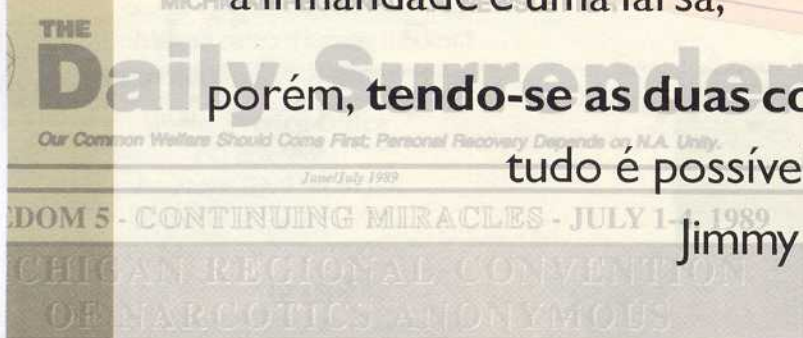 a irmandade é uma farsa,
THE
Daily Surrender
porém, tendo-se as duas co
Our Common Welfare Should Come First; Personal Recovery Depends on N.A. Unity.
June/July 1989
tudo é possíve
DOM 5 - CONTINUING MIRACLES - JULY 1-4, 1989
Jimmy
CHIGAN REGIONAL CONVENTION
OF NARCOTICS ANONYMOUS